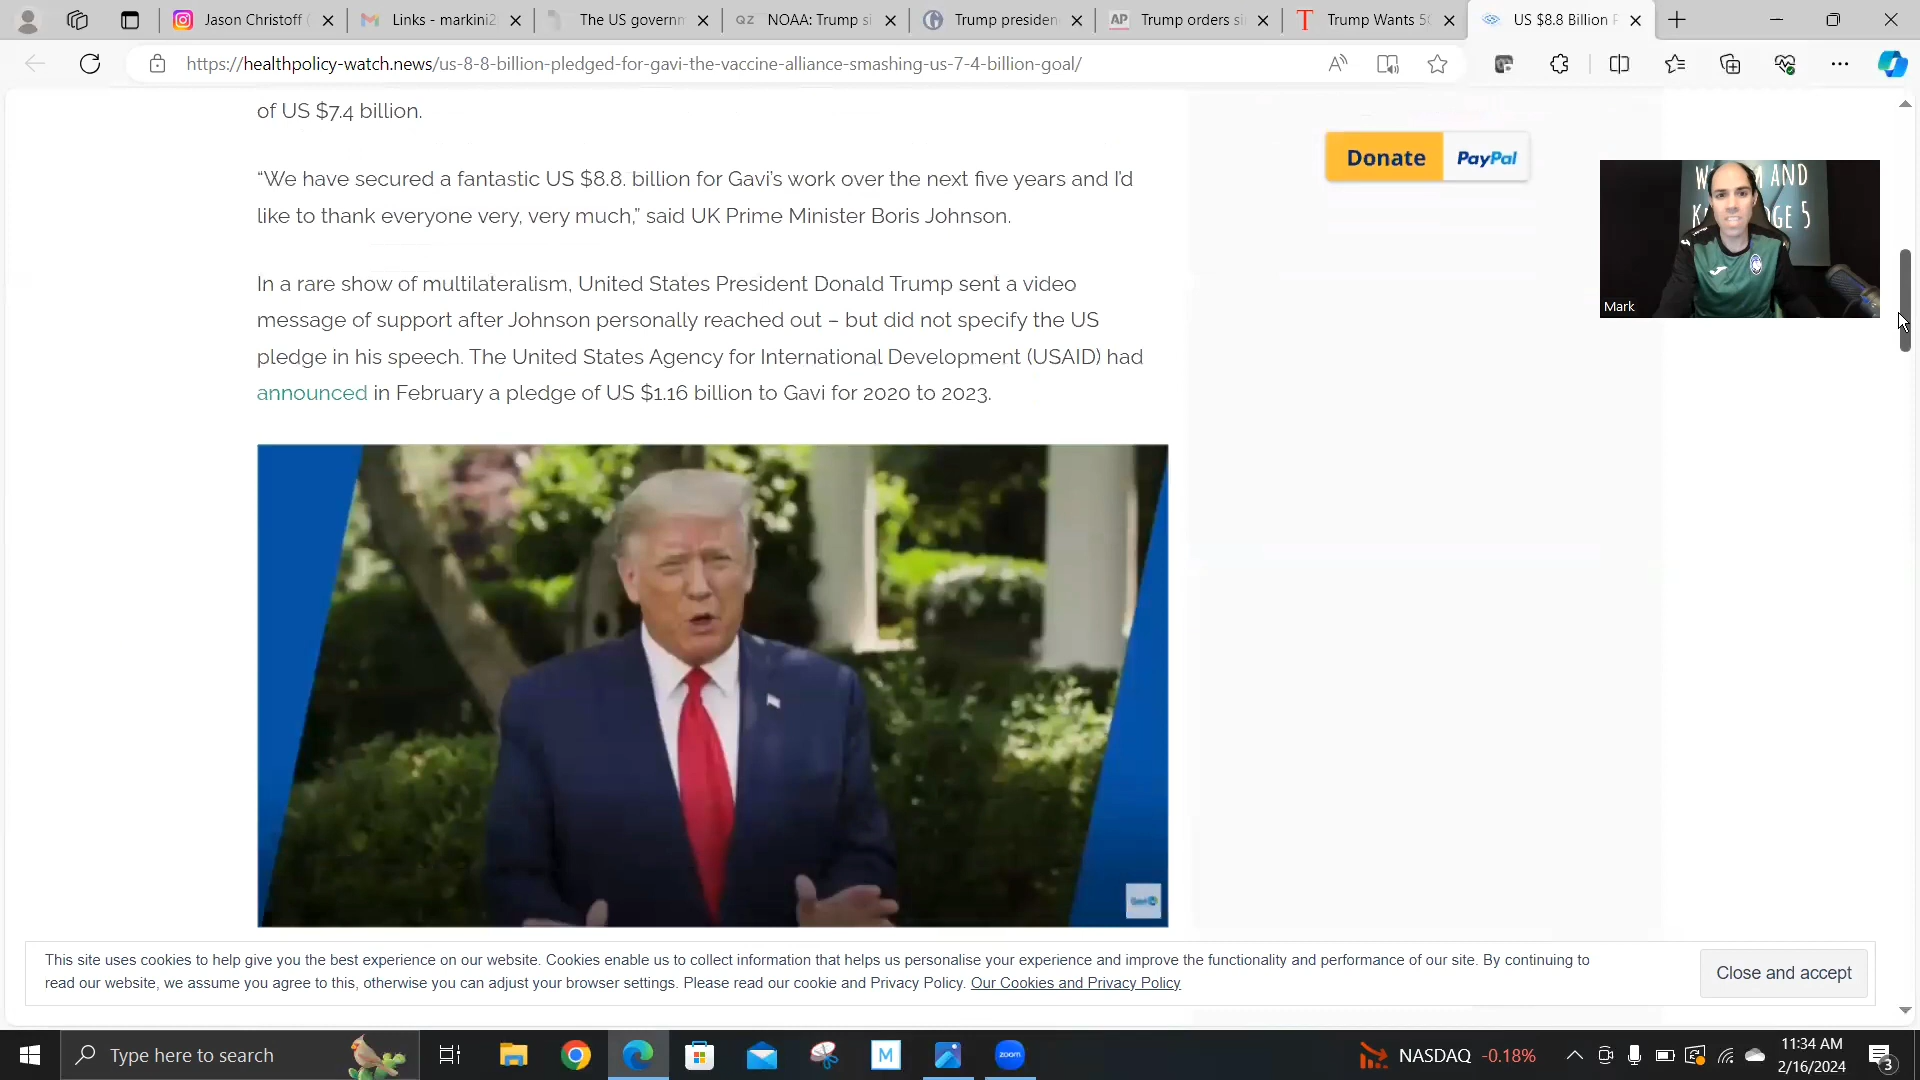 Jason Christoff
Links - markini2
The US governm
NOAA: Trump si
Trump presiden
Trump orders si
Trump Wants 50
US $8.8 Billion P
https://healthpolicy-watch.news/us-8-8-billion-pledged-for-gavi-the-vaccine-alliance-smashing-us-7-4-billion-goal/
of US $7.4 billion.
“We have secured a fantastic US $8.8. billion for Gavi’s work over the next five years and I’d
like to thank everyone very, very much,” said UK Prime Minister Boris Johnson.
In a rare show of multilateralism, United States President Donald Trump sent a video
message of support after Johnson personally reached out – but did not specify the US
pledge in his speech. The United States Agency for International Development (USAID) had
announced in February a pledge of US $1.16 billion to Gavi for 2020 to 2023.
Donate PayPal
Mark
Gavi
This site uses cookies to help give you the best experience on our website. Cookies enable us to collect information that helps us personalise your experience and improve the functionality and performance of our site. By continuing to
read our website, we assume you agree to this, otherwise you can adjust your browser settings. Please read our cookie and Privacy Policy. Our Cookies and Privacy Policy
Close and accept
Type here to search
M
zoom
NASDAQ -0.18%
11:34 AM
2/16/2024
3